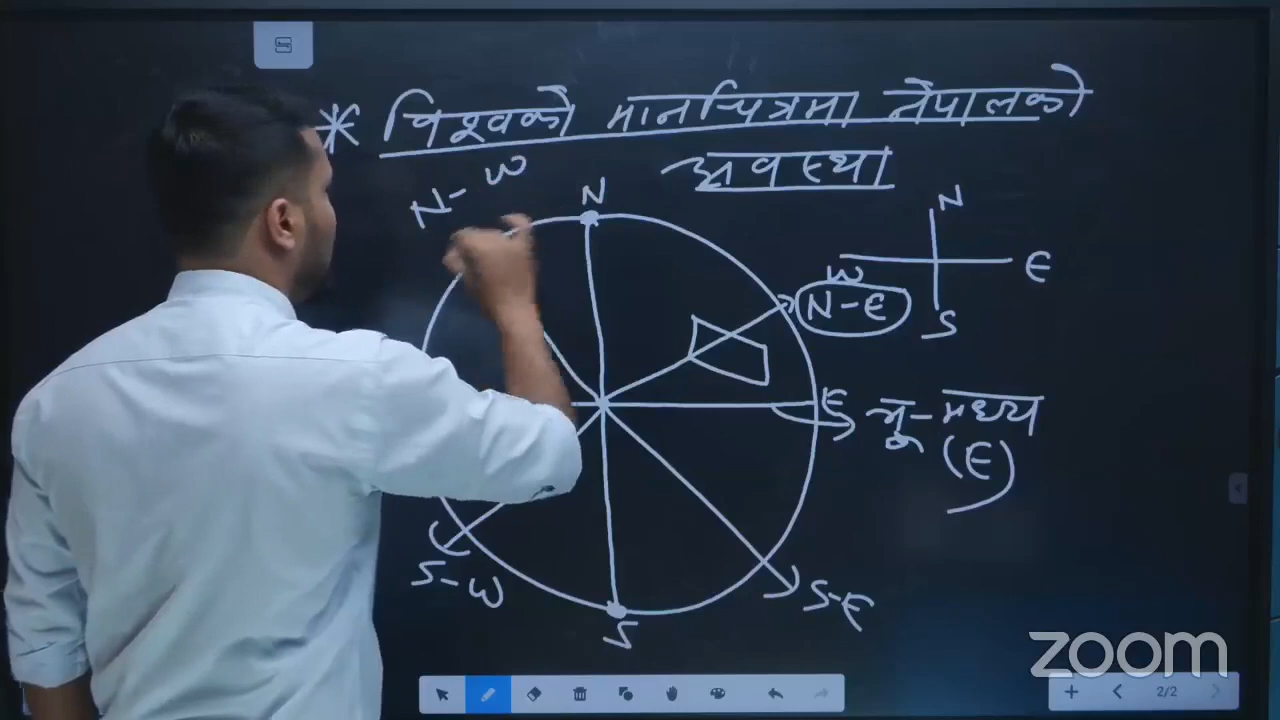 * विश्वको मानचित्रमा नेपालको
अवस्था
N-W
N
N
W
E
N-E
S
E
भू-मध्य
(E)
S-W
S-E
S
zoom
2/2